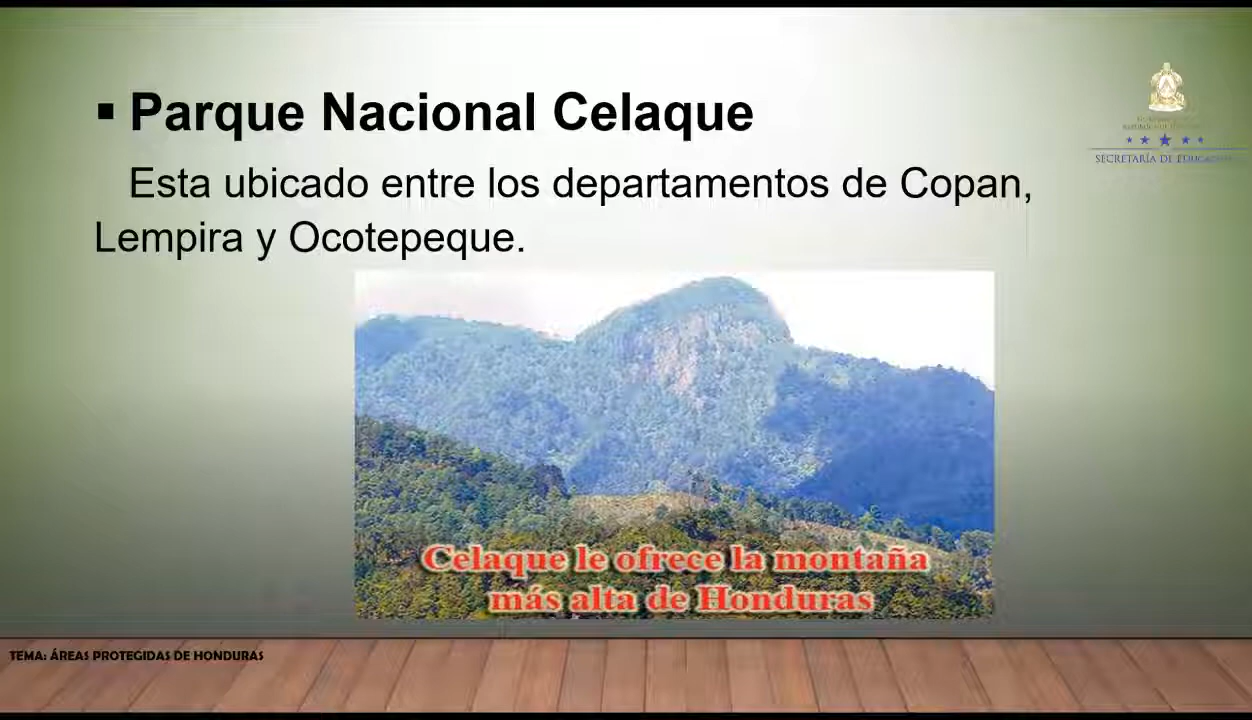 ▪ Parque Nacional Celaque
Esta ubicado entre los departamentos de Copan,
Lempira y Ocotepeque.
SECRETARÍA DE EDUCACIÓN
Celaque le ofrece la montaña
más alta de Honduras
TEMA: ÁREAS PROTEGIDAS DE HONDURAS